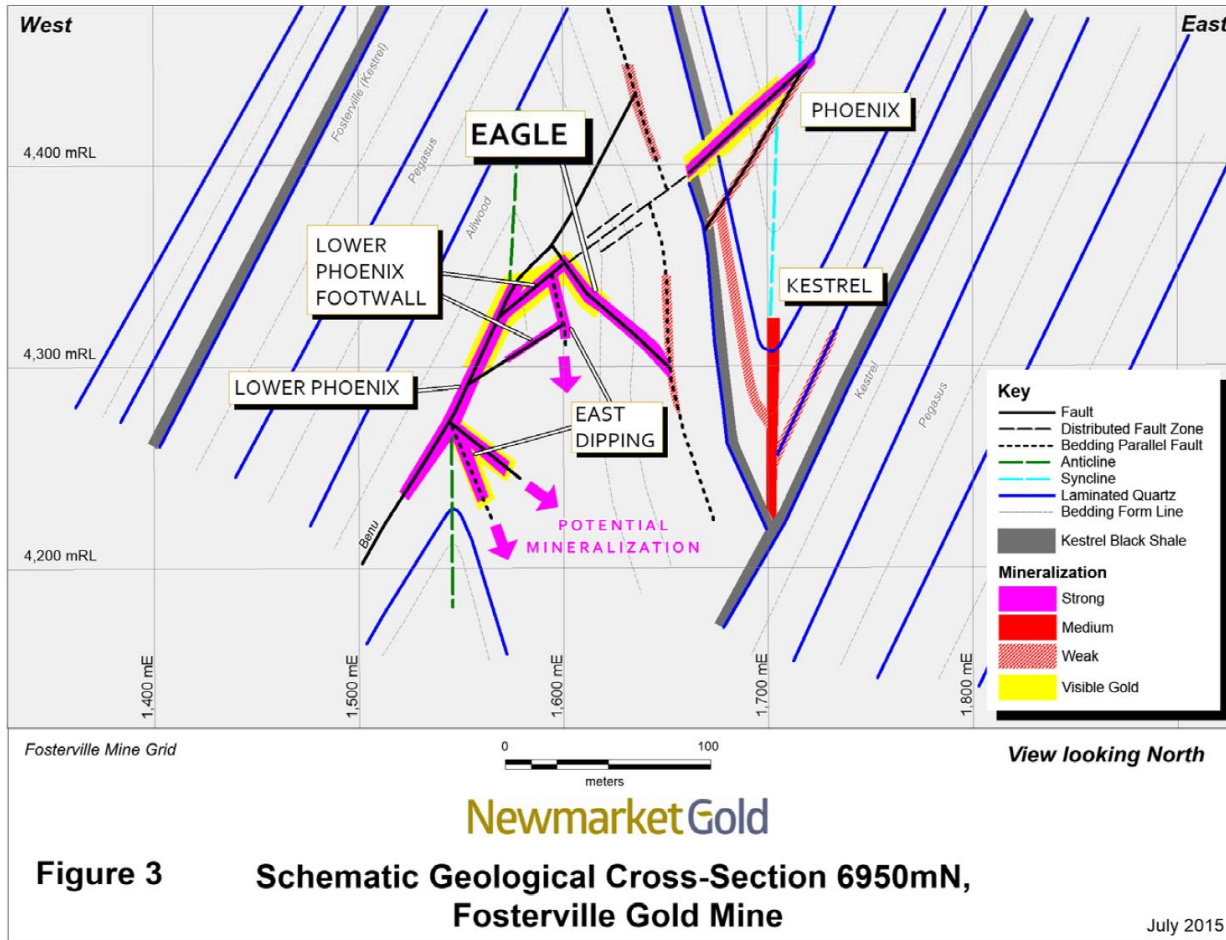 West
East
Fosterville (Kestrel)
Pegasus
Allwood
EAGLE
PHOENIX
4,400 mRL
LOWER
PHOENIX
FOOTWALL
KESTREL
4,300 mRL
LOWER PHOENIX
EAST
DIPPING
Kestrel
Pegasus
POTENTIAL
MINERALIZATION
Benu
4,200 mRL
1,400 mE
1,500 mE
1,600 mE
1,700 mE
1,800 mE
Key
Fault
Distributed Fault Zone
Bedding Parallel Fault
Anticline
Syncline
Laminated Quartz
Bedding Form Line
Kestrel Black Shale
Mineralization
Strong
Medium
Weak
Visible Gold
Fosterville Mine Grid
0 100
meters
View looking North
NewmarketGold
Figure 3 Schematic Geological Cross-Section 6950mN,
Fosterville Gold Mine
July 2015